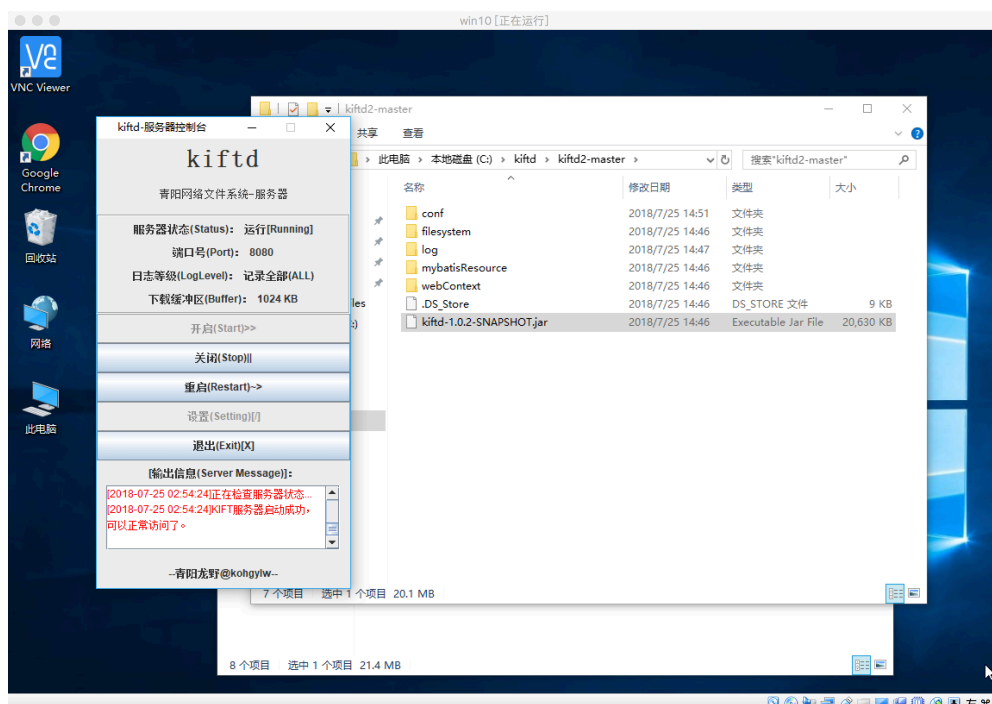 win10 [正在运行]
VNC Viewer
Google
Chrome
回收站
网络
此电脑
kiftd2-master
共享 查看
此电脑 › 本地磁盘 (C:) › kiftd › kiftd2-master ›
搜索"kiftd2-master"
名称 修改日期 类型 大小
conf 2018/7/25 14:51 文件夹
filesystem 2018/7/25 14:46 文件夹
log 2018/7/25 14:47 文件夹
mybatisResource 2018/7/25 14:46 文件夹
webContext 2018/7/25 14:46 文件夹
.DS_Store 2018/7/25 14:46 DS_STORE 文件 9 KB
kiftd-1.0.2-SNAPSHOT.jar 2018/7/25 14:46 Executable Jar File 20,630 KB
les
:)
7 个项目 选中 1 个项目 20.1 MB
8 个项目 选中 1 个项目 21.4 MB
kiftd-服务器控制台
kiftd
青阳网络文件系统-服务器
服务器状态(Status): 运行[Running]
端口号(Port): 8080
日志等级(LogLevel): 记录全部(ALL)
下载缓冲区(Buffer): 1024 KB
开启(Start)>>
关闭(Stop)||
重启(Restart)~>
设置(Setting)[/]
退出(Exit)[X]
[输出信息(Server Message)]:
[2018-07-25 02:54:24]正在检查服务器状态...
[2018-07-25 02:54:24]KIFT服务器启动成功，
可以正常访问了。
--青阳龙野@kohgylw--
左 ⌘